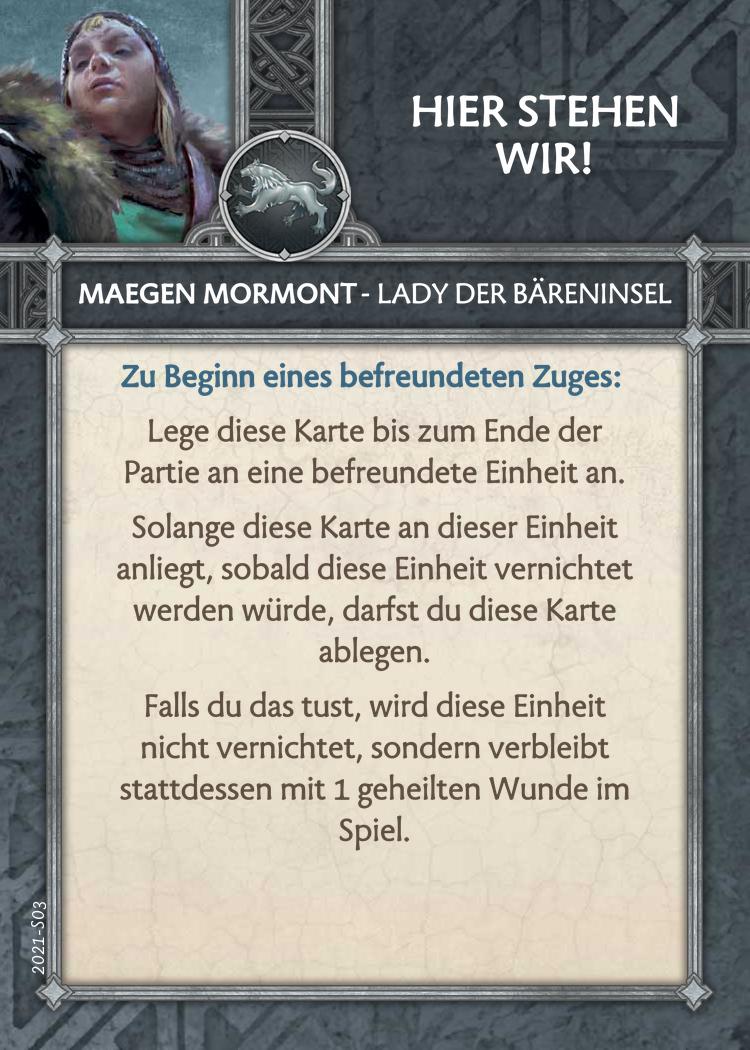 HIER STEHEN
WIR!
MAEGEN MORMONT - LADY DER BÄRENINSEL
Zu Beginn eines befreundeten Zuges:
Lege diese Karte bis zum Ende der
Partie an eine befreundete Einheit an.
Solange diese Karte an dieser Einheit
anliegt, sobald diese Einheit vernichtet
werden würde, darfst du diese Karte
ablegen.
Falls du das tust, wird diese Einheit
nicht vernichtet, sondern verbleibt
stattdessen mit 1 geheilten Wunde im
Spiel.
2021-S03